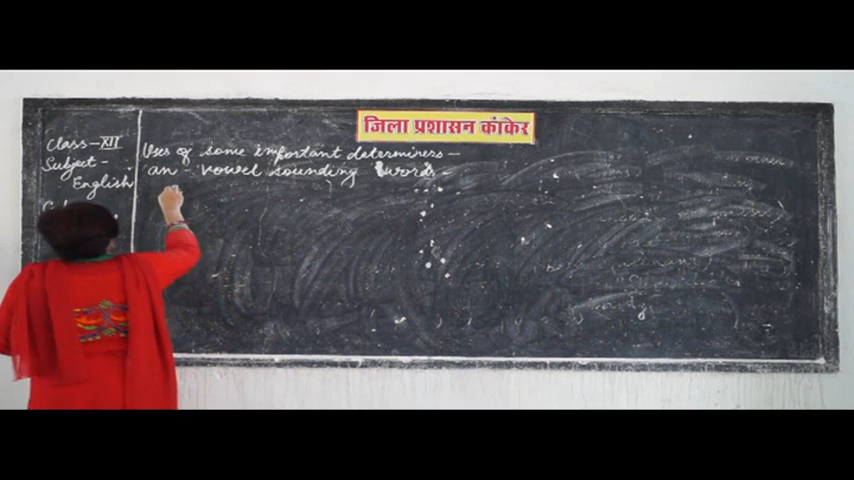 जिला प्रशासन कांकेर
Class - XII
Subject -
English
Uses of some important determiners -
an - vowel sounding words -